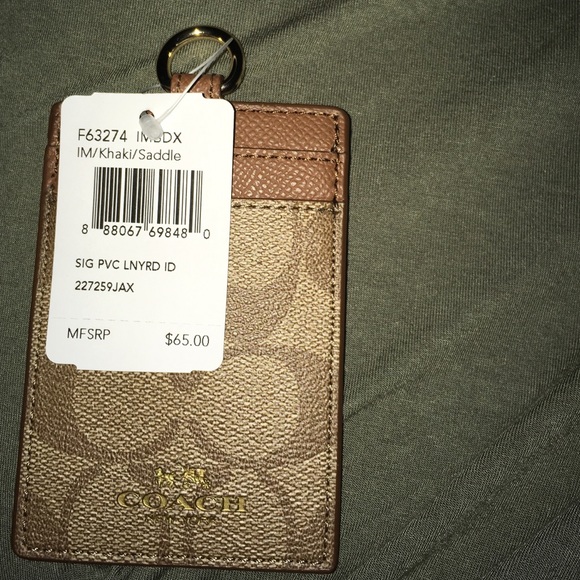 F63274 IMBDX
IM/Khaki/Saddle
8 88067 69848 0
SIG PVC LNYRD ID
227259JAX
MFSRP $65.00
COACH